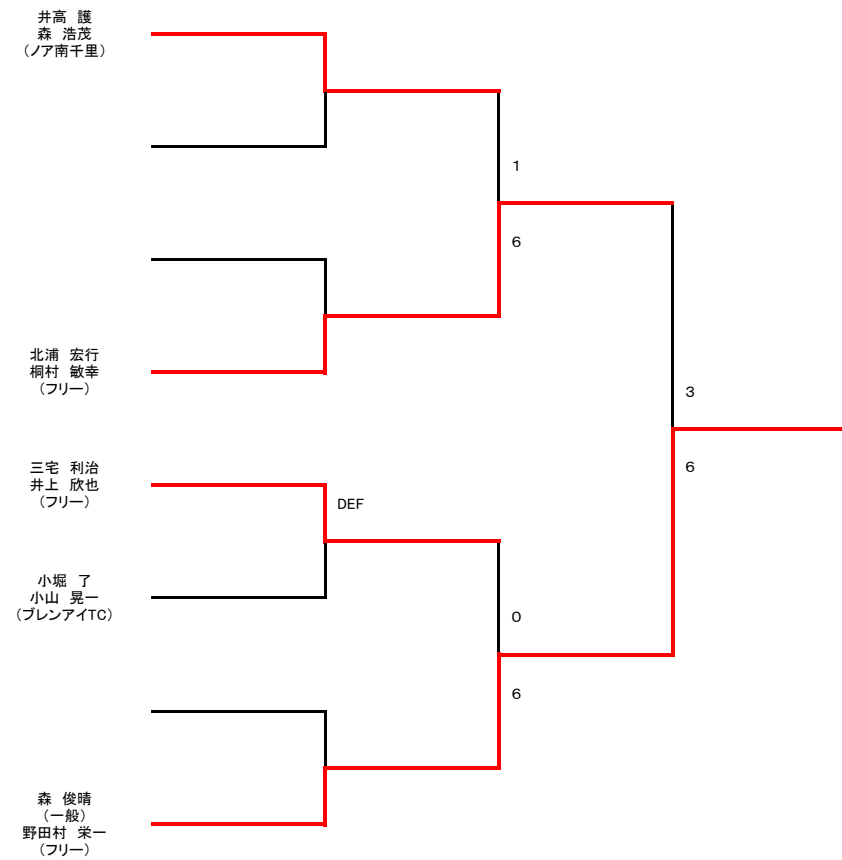 井高　護
森　浩茂
（ノア南千里）
1
6
北浦　宏行
桐村　敏幸
（フリー）
3
6
三宅　利治
井上　欣也
（フリー）
DEF
小堀　了
小山　晃一
（ブレンアイTC）
0
6
森　俊晴
（一般）
野田村　栄一
（フリー）